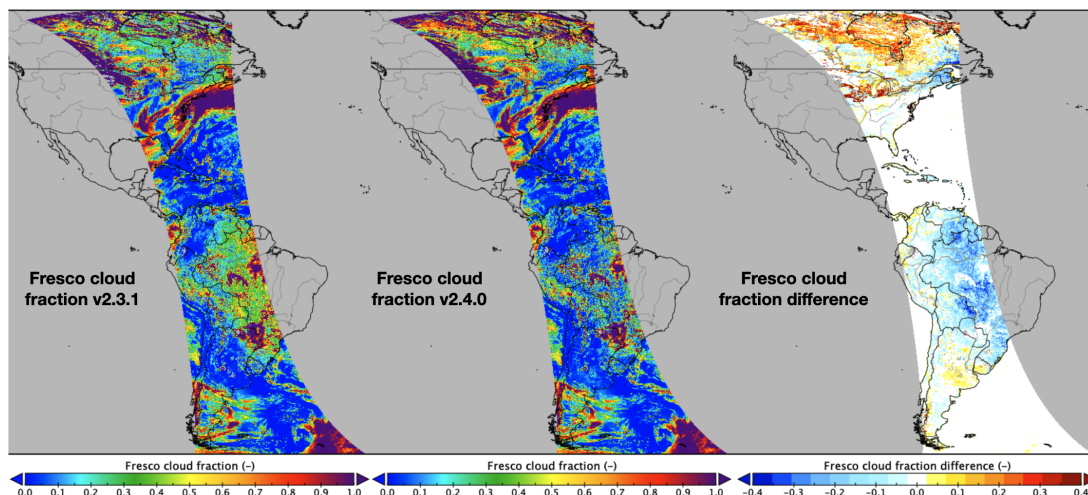 Fresco cloud
fraction v2.3.1
Fresco cloud
fraction v2.4.0
Fresco cloud
fraction difference
Fresco cloud fraction (–)
0.0 0.1 0.2 0.3 0.4 0.5 0.6 0.7 0.8 0.9 1.0
Fresco cloud fraction (–)
0.0 0.1 0.2 0.3 0.4 0.5 0.6 0.7 0.8 0.9 1.0
Fresco cloud fraction difference (–)
−0.4 −0.3 −0.2 −0.1 0.0 0.1 0.2 0.3 0.4